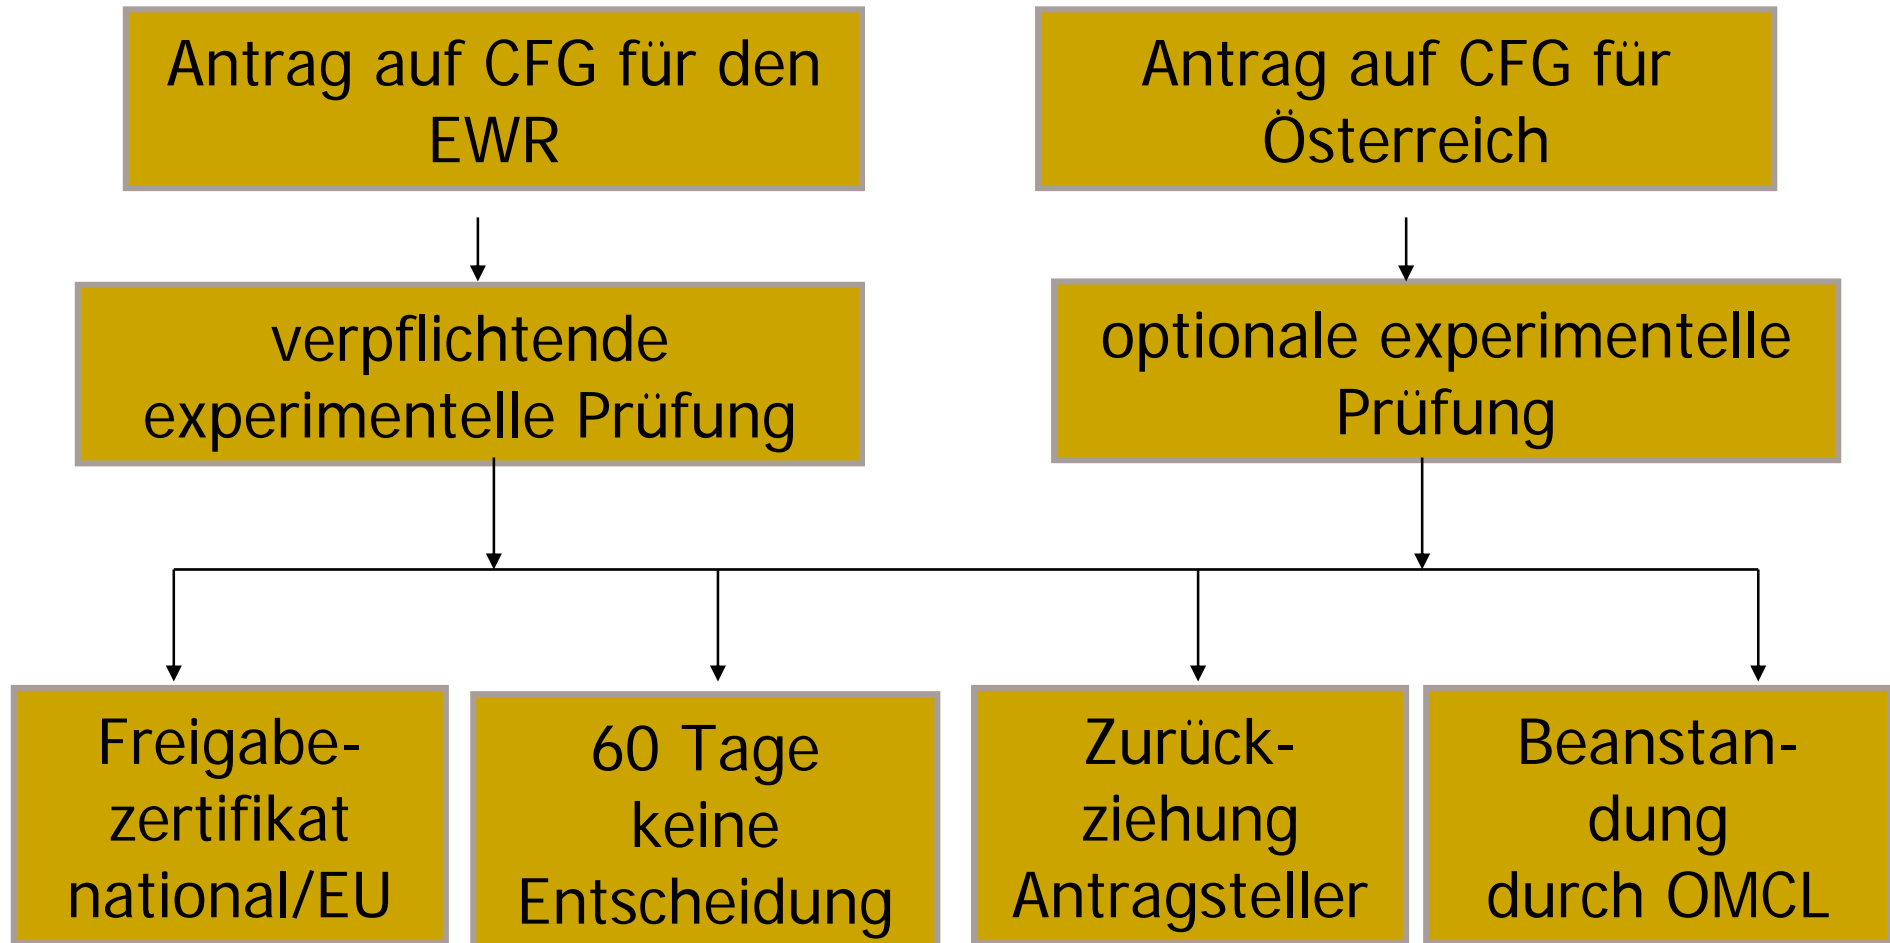 Antrag auf CFG für den
EWR
Antrag auf CFG für
Österreich
verpflichtende
experimentelle Prüfung
optionale experimentelle
Prüfung
Freigabe-
zertifikat
national/EU
60 Tage
keine
Entscheidung
Zurück-
ziehung
Antragsteller
Beanstan-
dung
durch OMCL